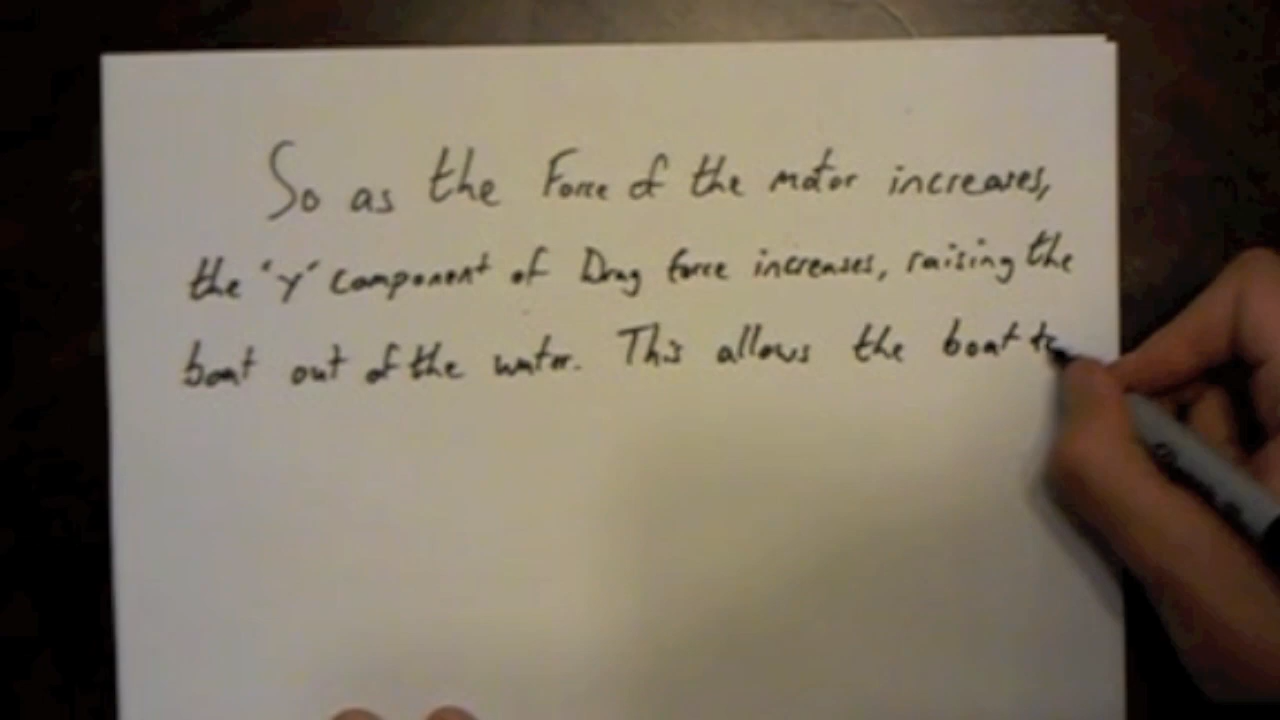 So as the Force of the motor increases,
the 'Y' component of Drag force increases, raising the
boat out of the water. This allows the boat to